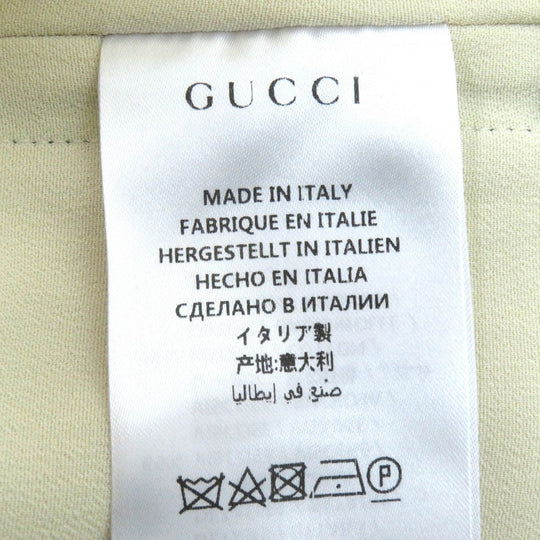 GUCCI
MADE IN ITALY
FABRIQUE EN ITALIE
HERGESTELLT IN ITALIEN
HECHO EN ITALIA
СДЕЛАНО В ИТАЛИИ
イタリア製
产地:意大利
صنع في إيطاليا
P